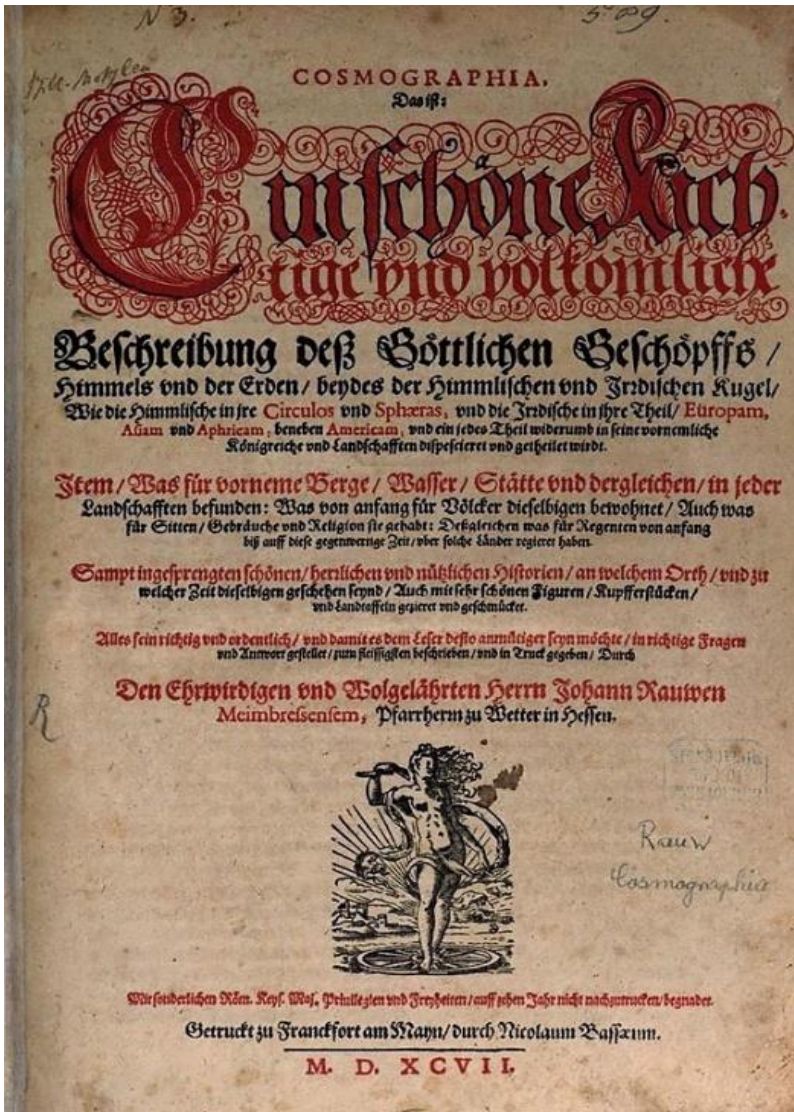 N 3.
COSMOGRAPHIA,
Das ist:
Ein schöne Rich-
tige vnd volkomliche
Beschreibung deß Göttlichen Geschöpffs /
Himmels vnd der Erden / beydes der Himmlischen vnd Irrdischen Kugel /
Wie die Himmlische in jre Circulos vnd Sphæras, vnd die Irrdische in ihre Theil / Europam,
Asiam vnd Aphricam, beneben Americam, vnd ein jedes Theil widerumb in seine vornemliche
Königreiche vnd Landschafften dispescieret vnd getheilet wirdt.
Item / Was für vorneme Berge / Wasser / Stätte vnd dergleichen / in jeder
Landschafften befunden: Was von anfang für Völcker dieselbigen bewohnet / Auch was
für Sitten / Gebräuche vnd Religion sie gehabt: Deßgleichen was für Regenten von anfang
biß auff diese gegenwertige Zeit / vber solche Länder regieret haben.
Sampt ingesprengten schönen / herrlichen vnd nützlichen Historien / an welchem Orth / vnd zu
welcher Zeit dieselbigen geschehen seynd / Auch mit sehr schönen Figuren / Kupfferstücken /
vnd Landtaffeln gezieret vnd geschmücket.
Alles fein richtig vnd ordentlich / vnd damit es dem Leser desto anmütiger seyn möchte / in richtige Fragen
vnd Antwort gestellet / zum fleissigsten beschrieben / vnd in Truck gegeben / Durch
Den Ehrwirdigen vnd Wolgelährten Herrn Johann Rauwen
Meimbressensem, Pfarrherrn zu Wetter in Hessen.
R
Rauw
Cosmographia
Mit sonderlichen Röm. Keys. May. Priuilegien vnd Freyheiten / auff zehen Jahr nicht nachzutrucken / begnadet.
Getruckt zu Franckfort am Mayn / durch Nicolaum Bassæum.
M. D. XCVII.